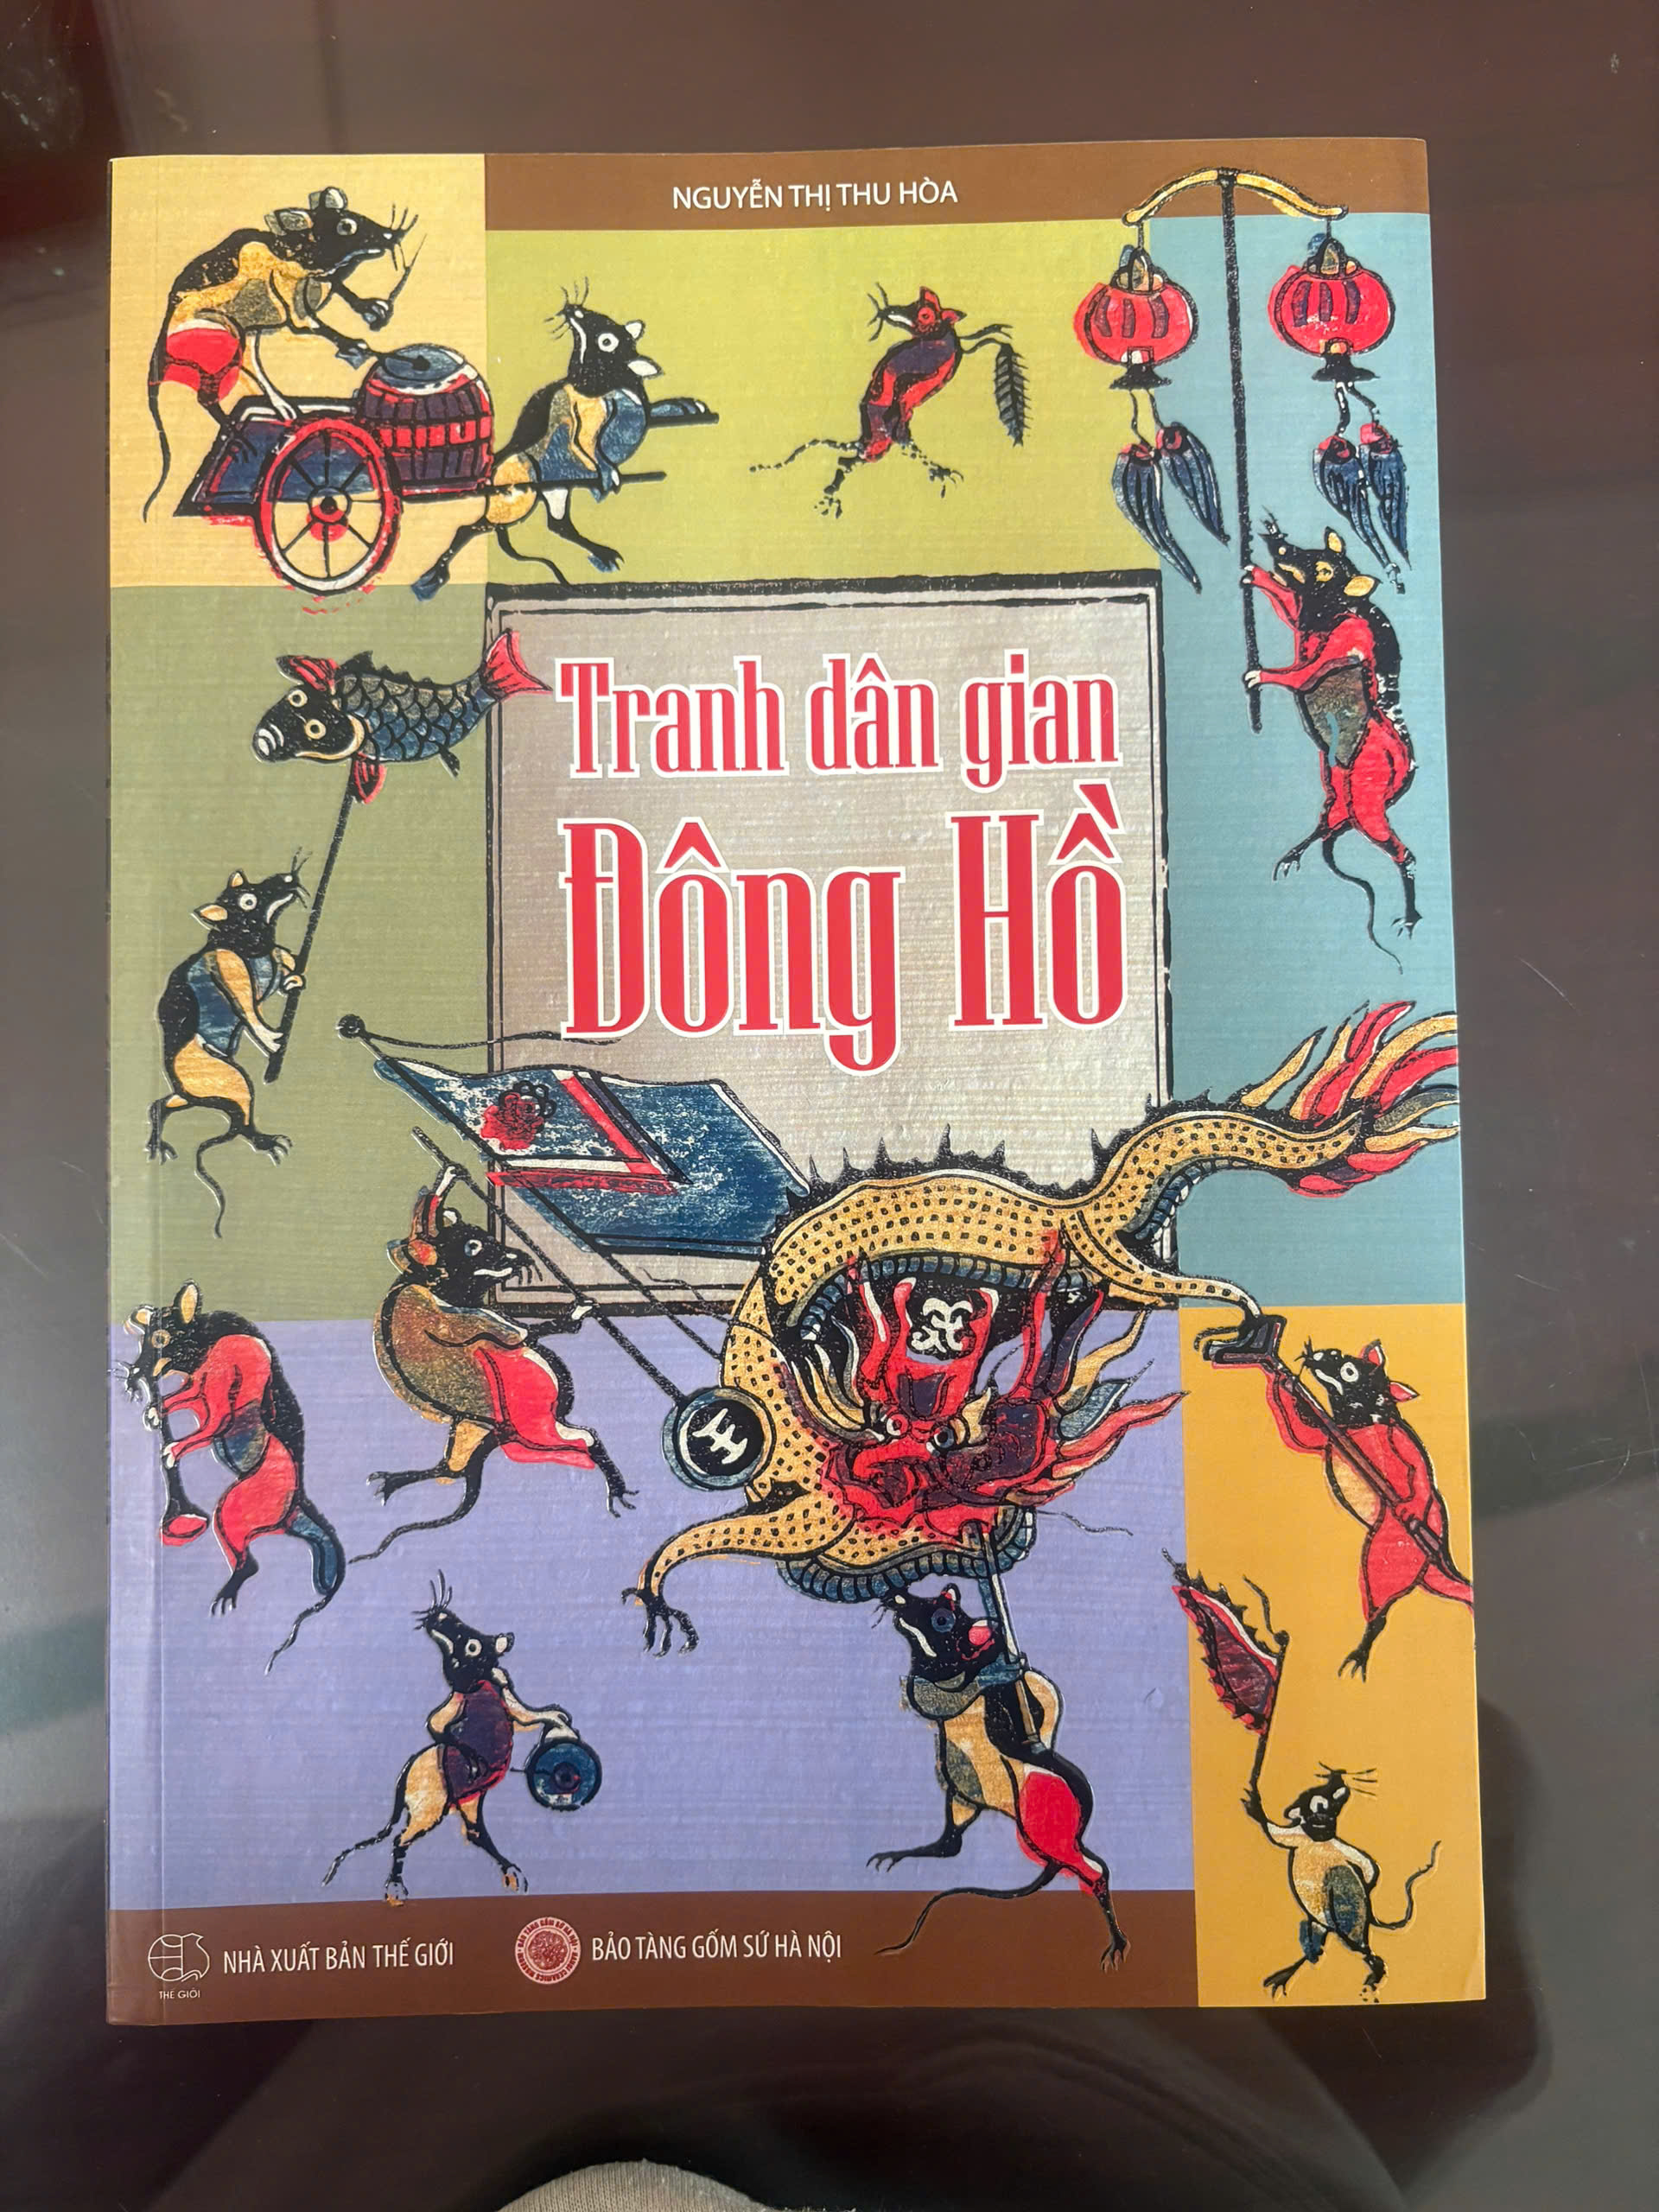 NGUYỄN THỊ THU HÒA
Tranh dân gian
Đông Hồ
NHÀ XUẤT BẢN THẾ GIỚI
THẾ GIỚI
BẢO TÀNG GỐM SỨ HÀ NỘI